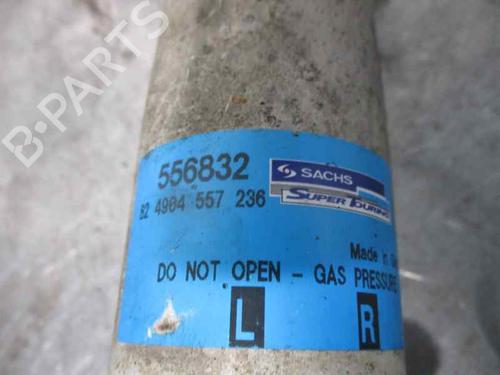 556832
SACHS
SUPER TOURING
82 4904 557 236
Made in
DO NOT OPEN - GAS PRESSURE
L R
B-PARTS